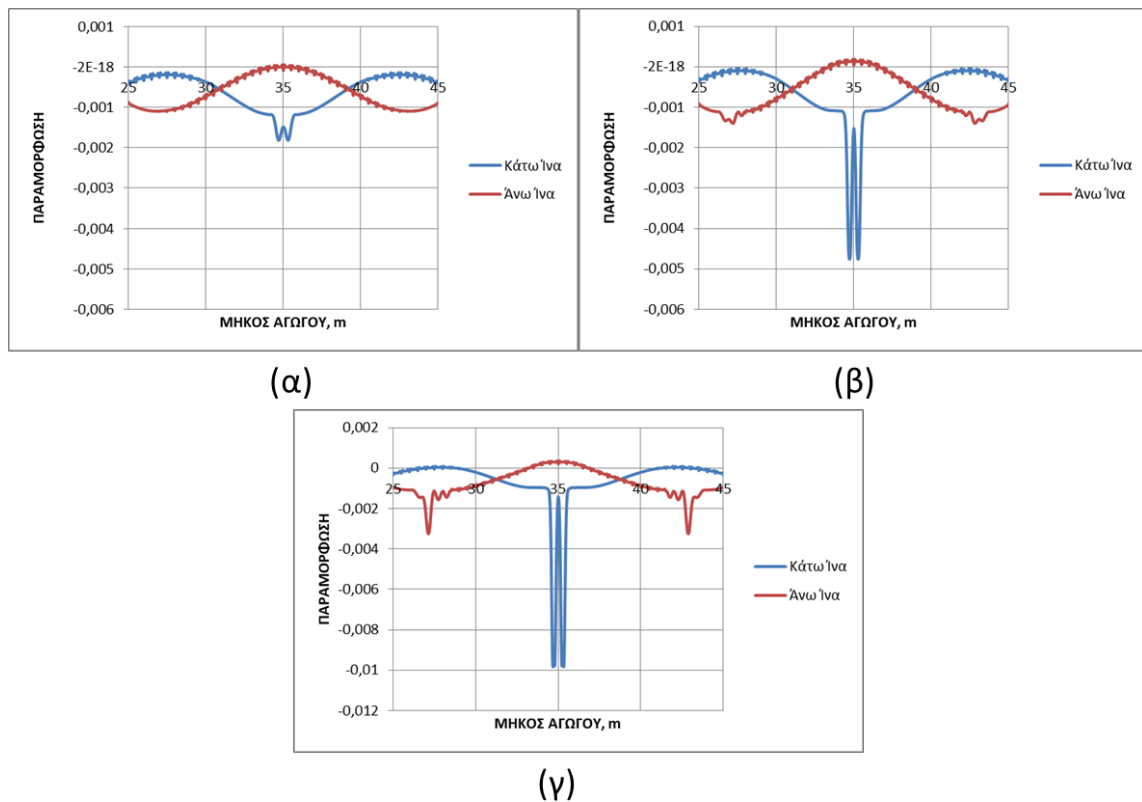 0,001
-2E-18
-0,001
-0,002
-0,003
-0,004
-0,005
-0,006
25 30 35 40 45
ΠΑΡΑΜΟΡΦΩΣΗ
ΜΗΚΟΣ ΑΓΩΓΟΥ, m
Κάτω Ίνα
Άνω Ίνα
(α)
0,001
-2E-18
-0,001
-0,002
-0,003
-0,004
-0,005
-0,006
25 30 35 40 45
ΠΑΡΑΜΟΡΦΩΣΗ
ΜΗΚΟΣ ΑΓΩΓΟΥ, m
Κάτω Ίνα
Άνω Ίνα
(β)
0,002
0
-0,002
-0,004
-0,006
-0,008
-0,01
-0,012
25 30 35 40 45
ΠΑΡΑΜΟΡΦΩΣΗ
ΜΗΚΟΣ ΑΓΩΓΟΥ, m
Κάτω Ίνα
Άνω Ίνα
(γ)